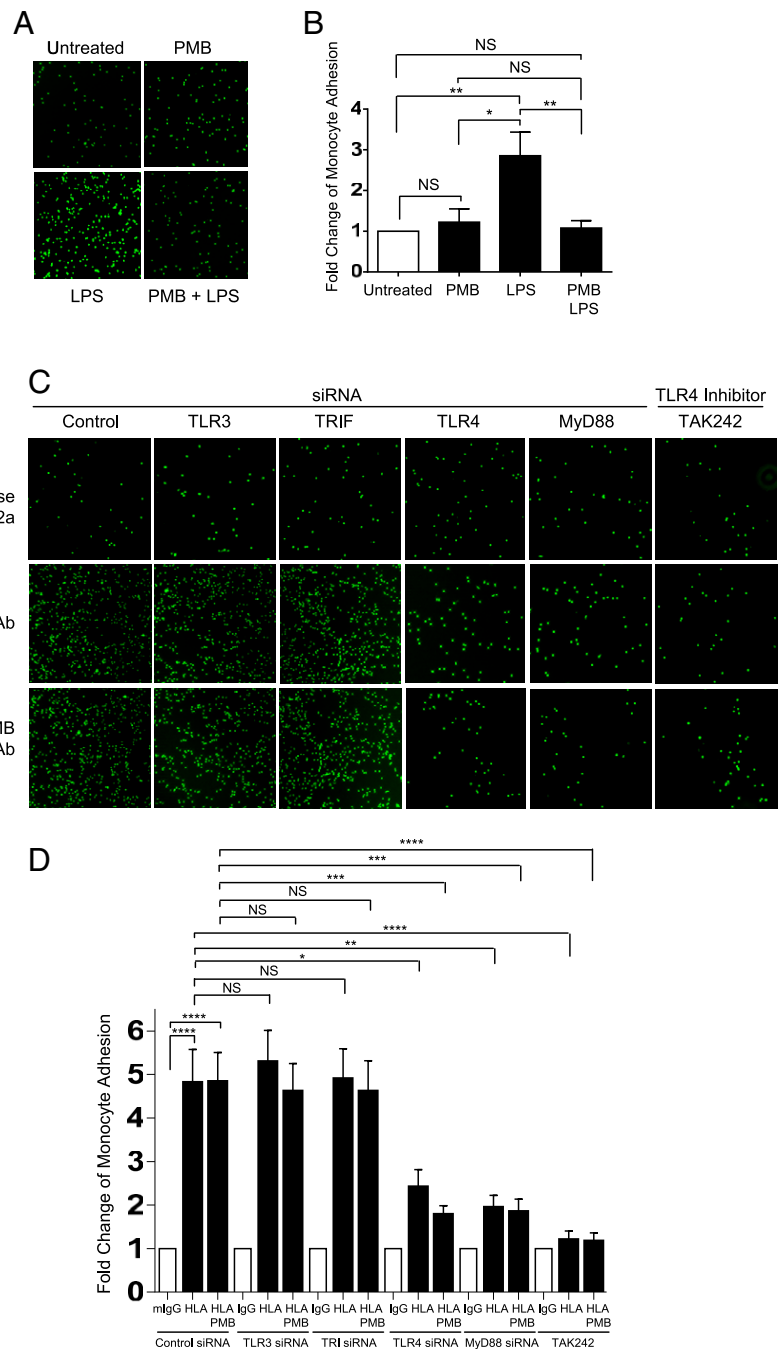 A
Untreated PMB
LPS PMB + LPS
B
NS
NS
**
*
**
NS
Fold Change of Monocyte Adhesion
4
3
2
1
0
Untreated PMB LPS PMB
LPS
C
siRNA TLR4 Inhibitor
Control TLR3 TRIF TLR4 MyD88 TAK242
se
2a
Ab
MB
Ab
D
****
***
***
NS
NS
****
**
*
NS
NS
****
****
Fold Change of Monocyte Adhesion
6
5
4
3
2
1
0
mIgG HLA HLA IgG HLA HLA IgG HLA HLA IgG HLA HLA IgG HLA HLA IgG HLA HLA
PMB PMB PMB PMB PMB PMB
Control siRNA TLR3 siRNA TRI siRNA TLR4 siRNA MyD88 siRNA TAK242